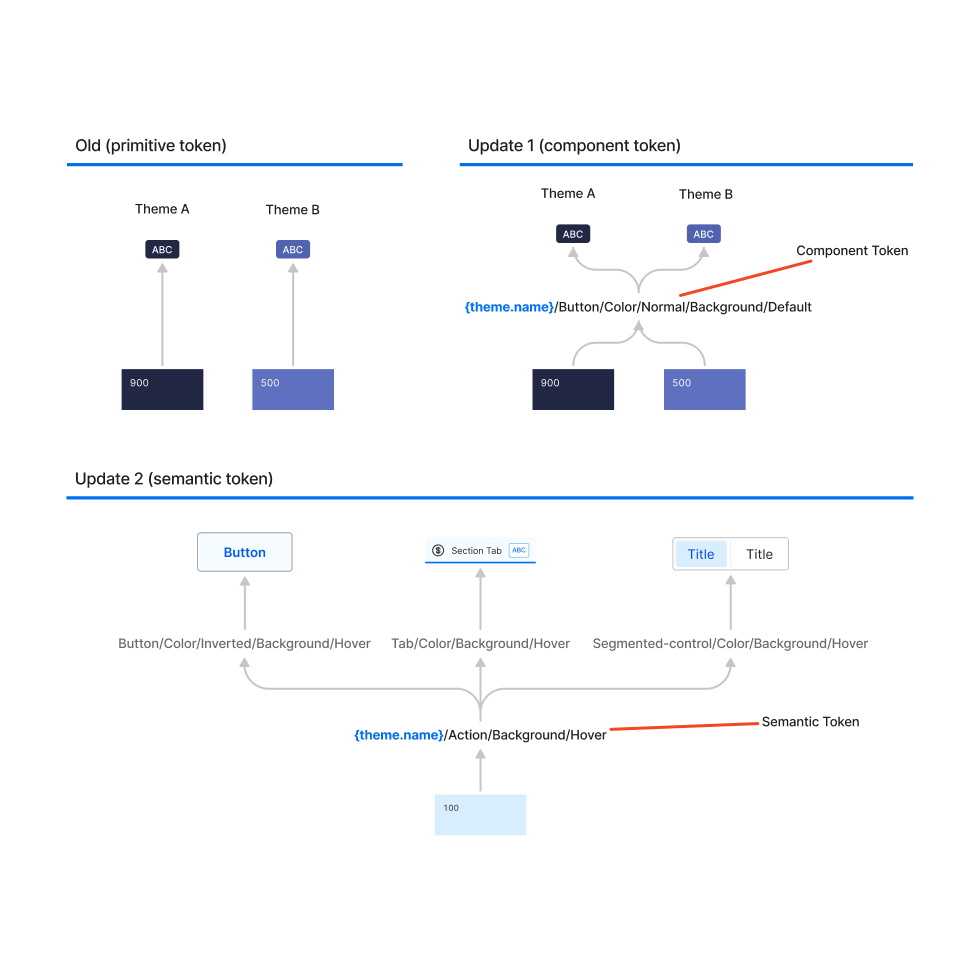 Old (primitive token)
Theme A
Theme B
ABC
ABC
900
500
Update 1 (component token)
Theme A
Theme B
ABC
ABC
Component Token
{theme.name}/Button/Color/Normal/Background/Default
900
500
Update 2 (semantic token)
Button
$ Section Tab ABC
Title
Title
Button/Color/Inverted/Background/Hover
Tab/Color/Background/Hover
Segmented-control/Color/Background/Hover
Semantic Token
{theme.name}/Action/Background/Hover
100